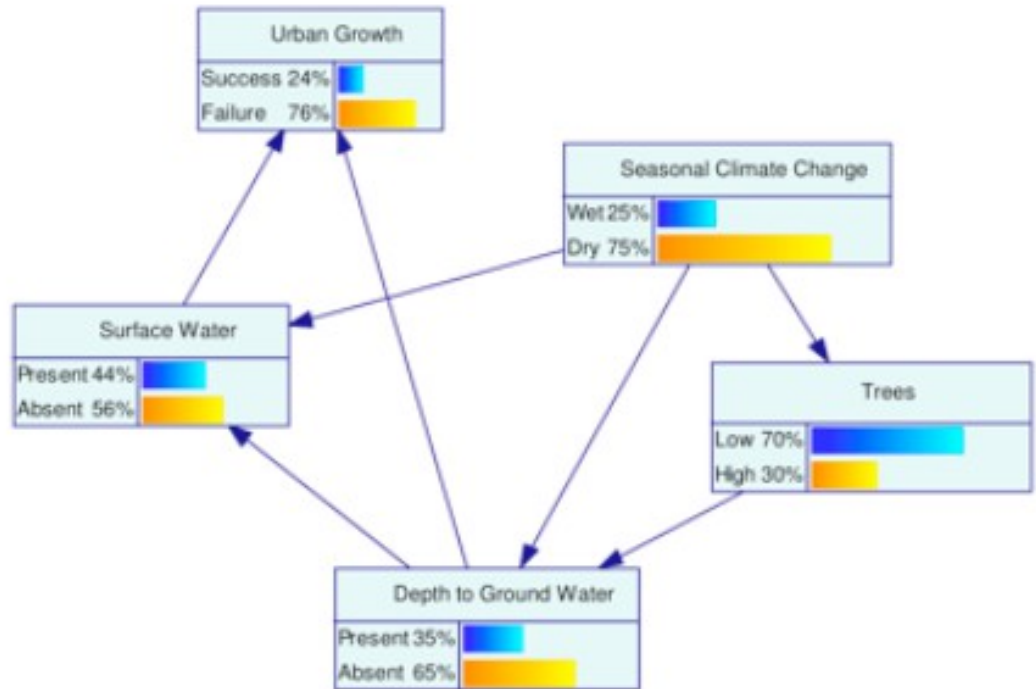 Urban Growth
Success 24%
Failure 76%
Seasonal Climate Change
Wet 25%
Dry 75%
Surface Water
Present 44%
Absent 56%
Trees
Low 70%
High 30%
Depth to Ground Water
Present 35%
Absent 65%